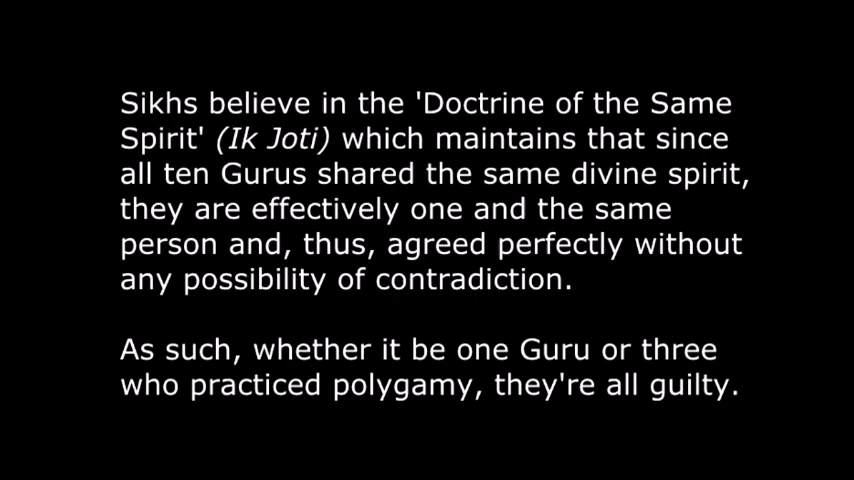 Sikhs believe in the 'Doctrine of the Same
Spirit' (Ik Joti) which maintains that since
all ten Gurus shared the same divine spirit,
they are effectively one and the same
person and, thus, agreed perfectly without
any possibility of contradiction.
As such, whether it be one Guru or three
who practiced polygamy, they're all guilty.